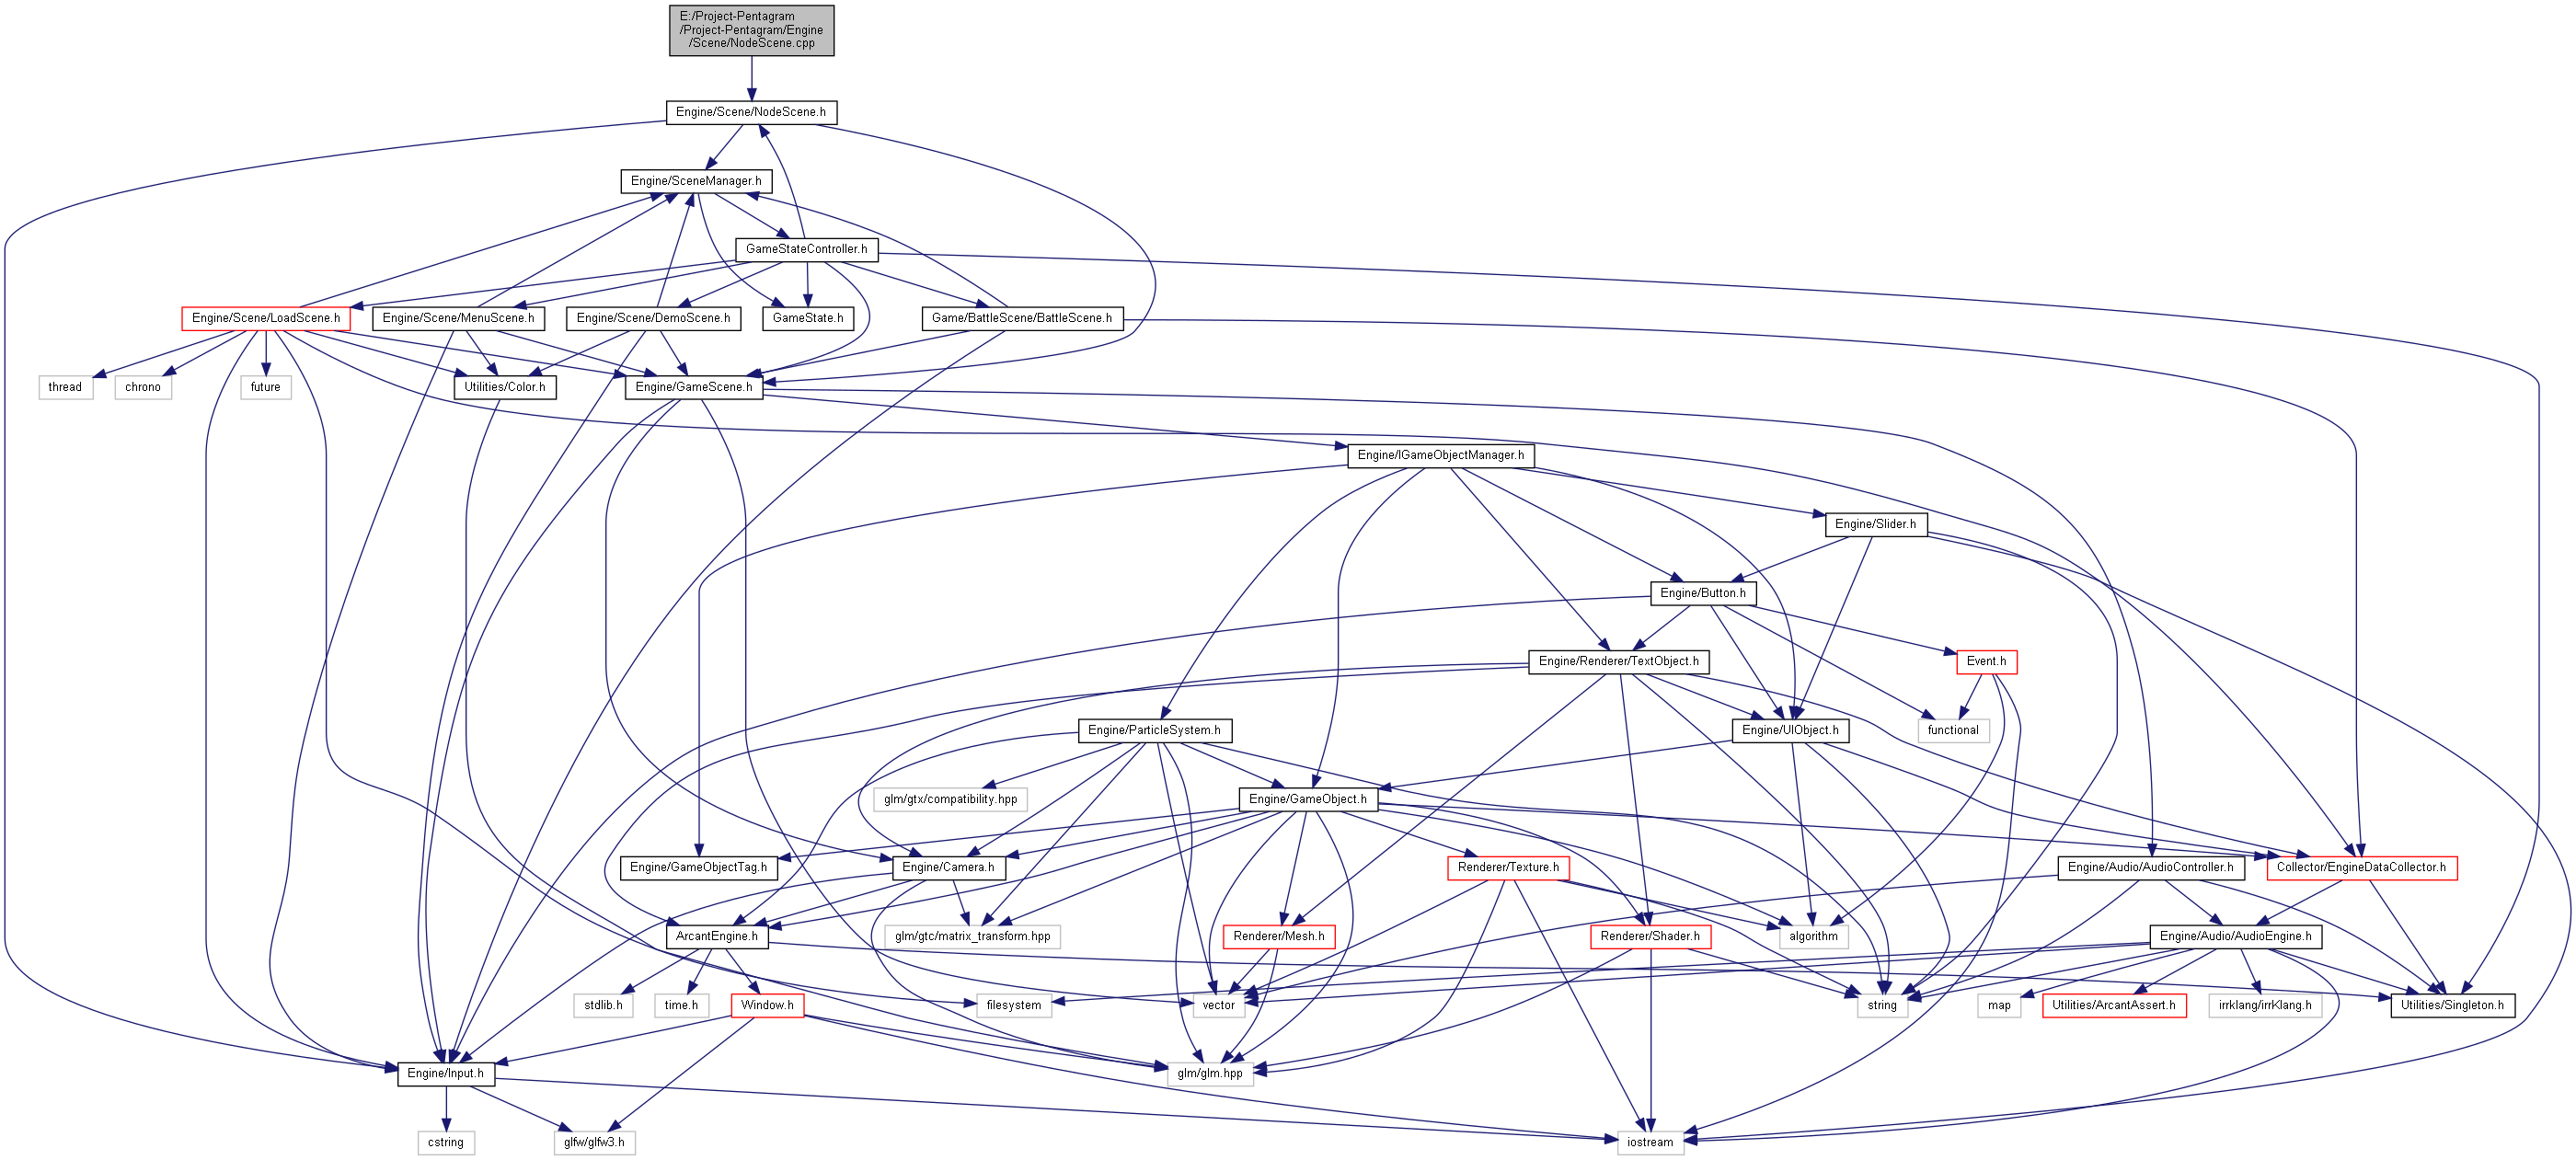 E:/Project-Pentagram
/Project-Pentagram/Engine
/Scene/NodeScene.cpp
Engine/Scene/NodeScene.h
Engine/SceneManager.h
GameStateController.h
Engine/Scene/LoadScene.h
Engine/Scene/MenuScene.h
Engine/Scene/DemoScene.h
GameState.h
Game/BattleScene/BattleScene.h
thread
chrono
future
Utilities/Color.h
Engine/GameScene.h
Engine/IGameObjectManager.h
Engine/Slider.h
Engine/Button.h
Engine/Renderer/TextObject.h
Event.h
Engine/ParticleSystem.h
Engine/UIObject.h
functional
glm/gtx/compatibility.hpp
Engine/GameObject.h
Engine/GameObjectTag.h
Engine/Camera.h
Renderer/Texture.h
Engine/Audio/AudioController.h
Collector/EngineDataCollector.h
ArcantEngine.h
glm/gtc/matrix_transform.hpp
Renderer/Mesh.h
Renderer/Shader.h
algorithm
Engine/Audio/AudioEngine.h
stdlib.h
time.h
Window.h
filesystem
vector
string
map
Utilities/ArcantAssert.h
irrklang/irrKlang.h
Utilities/Singleton.h
Engine/Input.h
glm/glm.hpp
cstring
glfw/glfw3.h
iostream